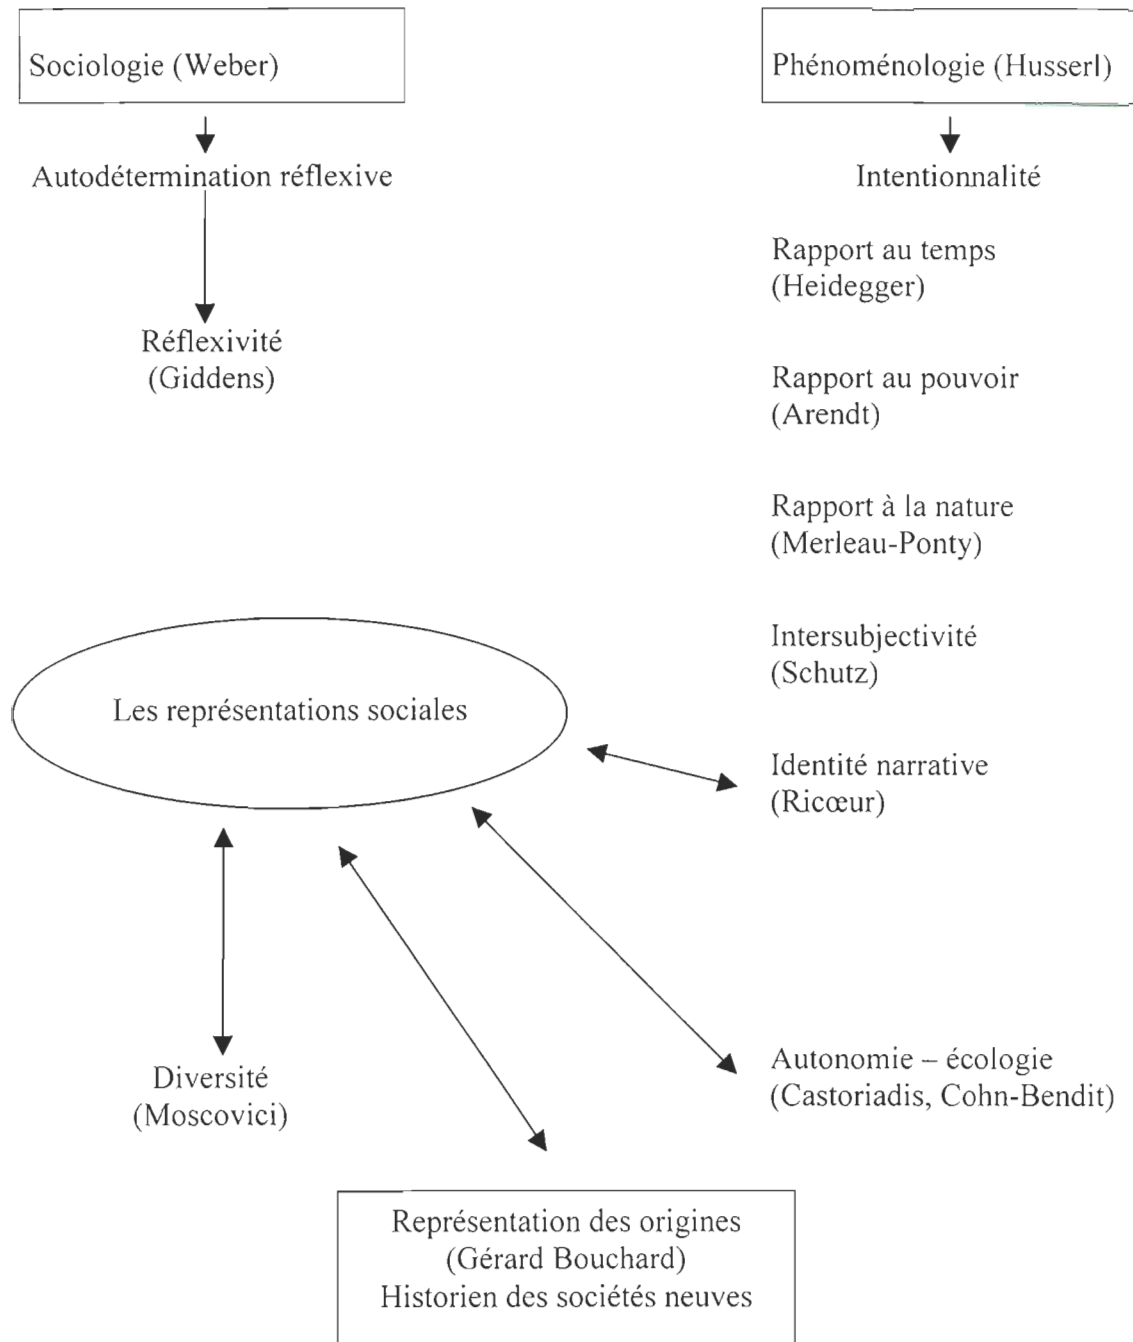 Sociologie (Weber)
Phénoménologie (Husserl)
Autodétermination réflexive
Intentionnalité
Rapport au temps
(Heidegger)
Réflexivité
(Giddens)
Rapport au pouvoir
(Arendt)
Rapport à la nature
(Merleau-Ponty)
Intersubjectivité
(Schutz)
Les représentations sociales
Identité narrative
(Ricœur)
Autonomie – écologie
(Castoriadis, Cohn-Bendit)
Diversité
(Moscovici)
Représentation des origines
(Gérard Bouchard)
Historien des sociétés neuves